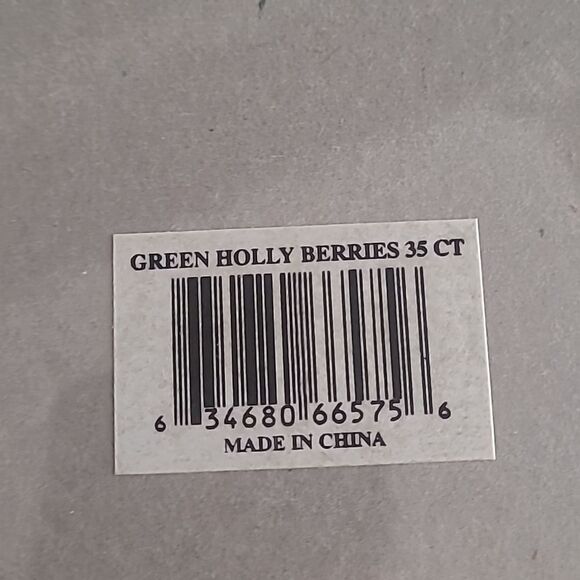 GREEN HOLLY BERRIES 35 CT
6 34680 66575 6
MADE IN CHINA